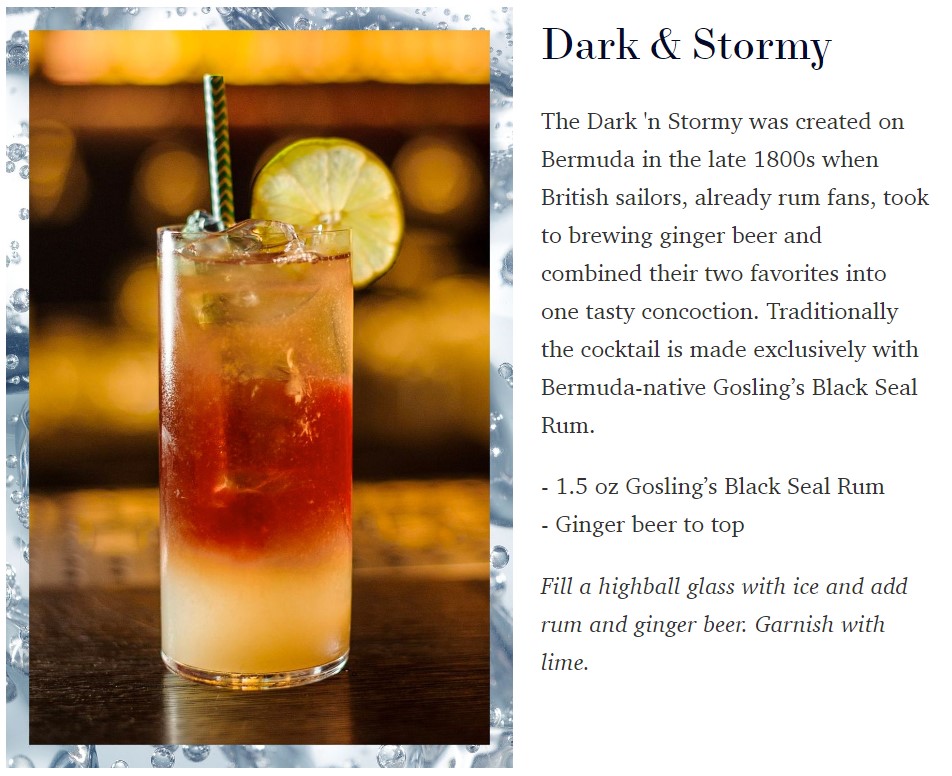 Dark & Stormy
The Dark 'n Stormy was created on
Bermuda in the late 1800s when
British sailors, already rum fans, took
to brewing ginger beer and
combined their two favorites into
one tasty concoction. Traditionally
the cocktail is made exclusively with
Bermuda-native Gosling’s Black Seal
Rum.
- 1.5 oz Gosling’s Black Seal Rum
- Ginger beer to top
Fill a highball glass with ice and add
rum and ginger beer. Garnish with
lime.